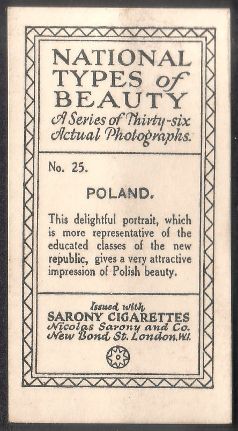 NATIONAL
TYPES of
BEAUTY
A Series of Thirty-six
Actual Photographs.
No. 25.
POLAND.
This delightful portrait, which
is more representative of the
educated classes of the new
republic, gives a very attractive
impression of Polish beauty.
Issued with
SARONY CIGARETTES
Nicolas Sarony and Co.
New Bond St. London.W1.